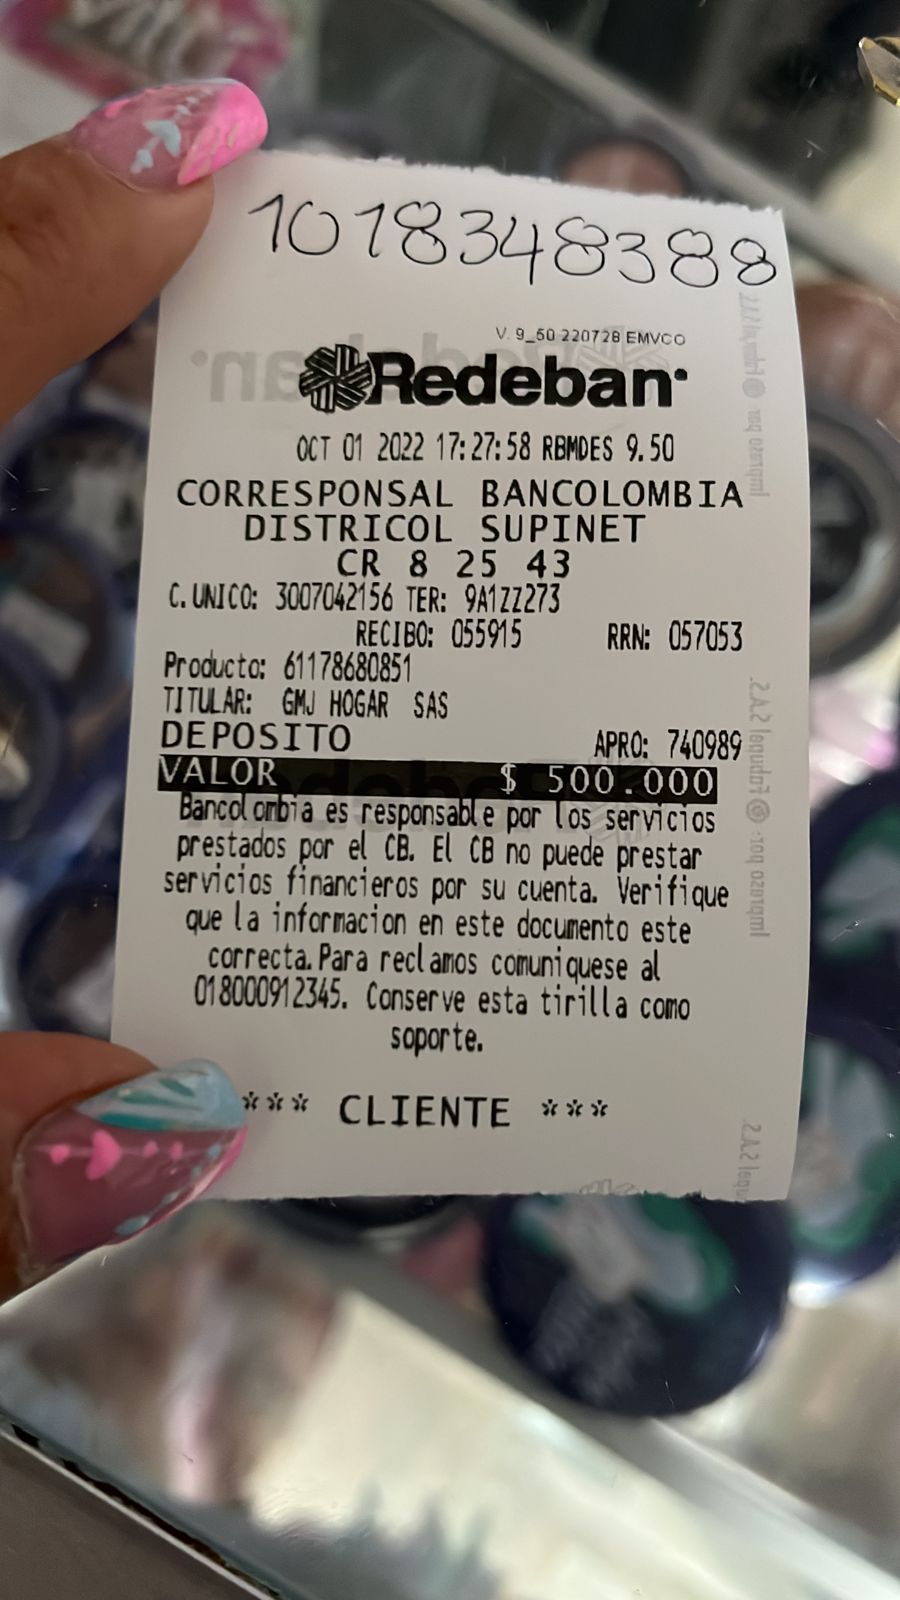 1018348388
V. 9_50 220728 EMVCO
Redeban
OCT 01 2022 17:27:58 RBMDES 9.50
CORRESPONSAL BANCOLOMBIA
DISTRICOL SUPINET
CR 8 25 43
C. UNICO: 3007042156 TER: 9A1ZZ273
RECIBO: 055915 RRN: 057053
Producto: 61178680851
TITULAR: GMJ HOGAR SAS
DEPOSITO APRO: 740989
VALOR $ 500.000
Bancolombia es responsable por los servicios
prestados por el CB. El CB no puede prestar
servicios financieros por su cuenta. Verifique
que la informacion en este documento este
correcta.Para reclamos comuniquese al
018000912345. Conserve esta tirilla como
soporte.
*** CLIENTE ***